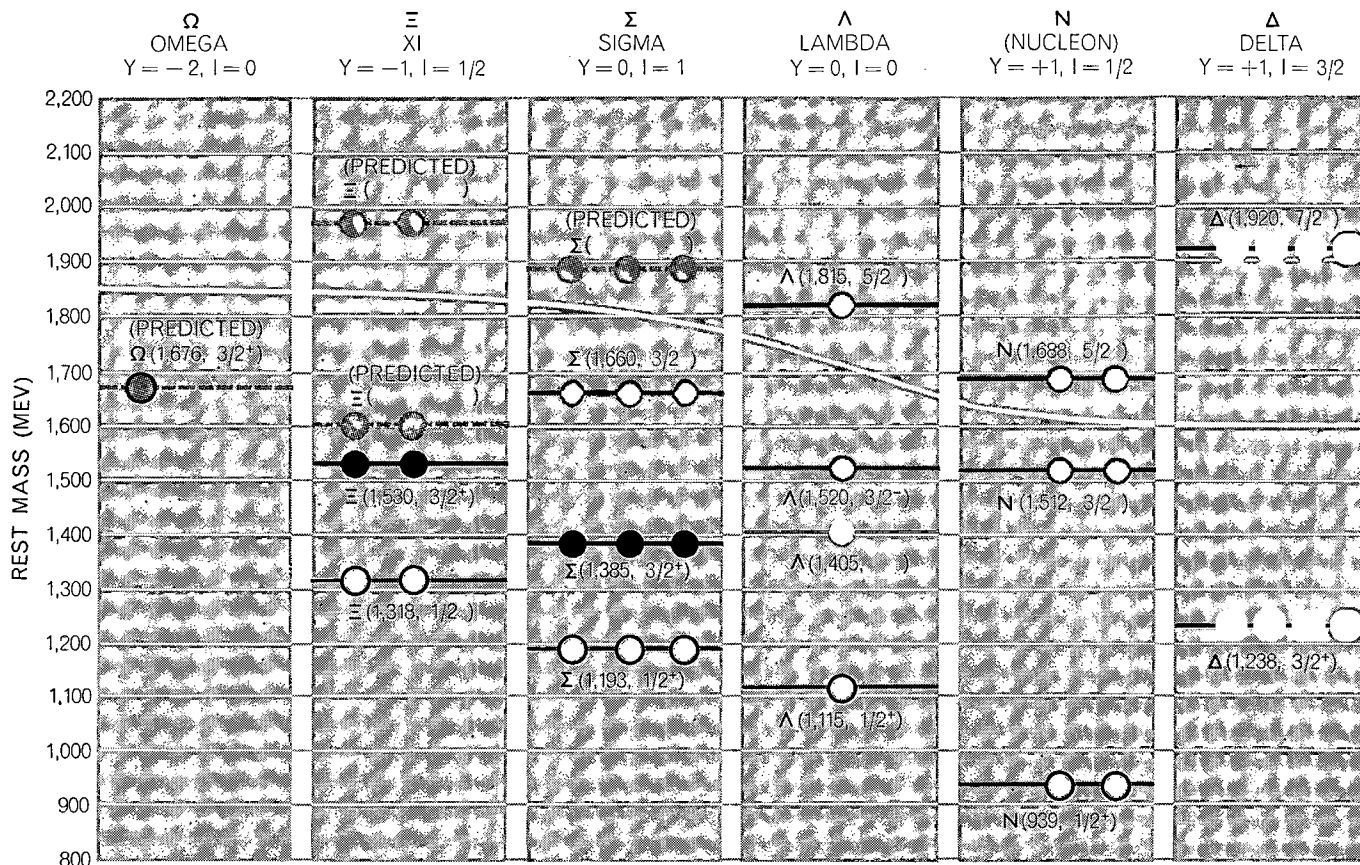 Ω
OMEGA
Y = −2, I = 0
Ξ
XI
Y = −1, I = 1/2
Σ
SIGMA
Y = 0, I = 1
Λ
LAMBDA
Y = 0, I = 0
N
(NUCLEON)
Y = +1, I = 1/2
Δ
DELTA
Y = +1, I = 3/2
REST MASS (MEV)
2,200
2,100
2,000
1,900
1,800
1,700
1,600
1,500
1,400
1,300
1,200
1,100
1,000
900
800
(PREDICTED)
Ω (1,676, 3/2+)
(PREDICTED)
Ξ ( )
(PREDICTED)
Ξ ( )
Ξ (1,530, 3/2+)
Ξ (1,318, 1/2 )
(PREDICTED)
Σ ( )
Σ (1,660, 3/2 )
Σ (1,385, 3/2+)
Σ (1,193, 1/2+)
Λ (1,815, 5/2 )
Λ (1,520, 3/2−)
Λ (1,405, )
Λ (1,115, 1/2+)
N (1,688, 5/2 )
N (1,512, 3/2 )
N (939, 1/2+)
Δ (1,920, 7/2 )
Δ (1,238, 3/2+)